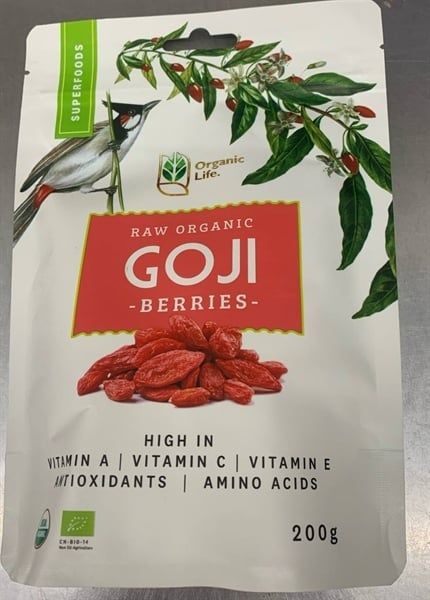 SUPERFOODS
Organic
Life.
RAW ORGANIC
GOJI
-BERRIES-
HIGH IN
VITAMIN A | VITAMIN C | VITAMIN E
ANTIOXIDANTS | AMINO ACIDS
200g
CN-BIO-14
Non EU Agriculture